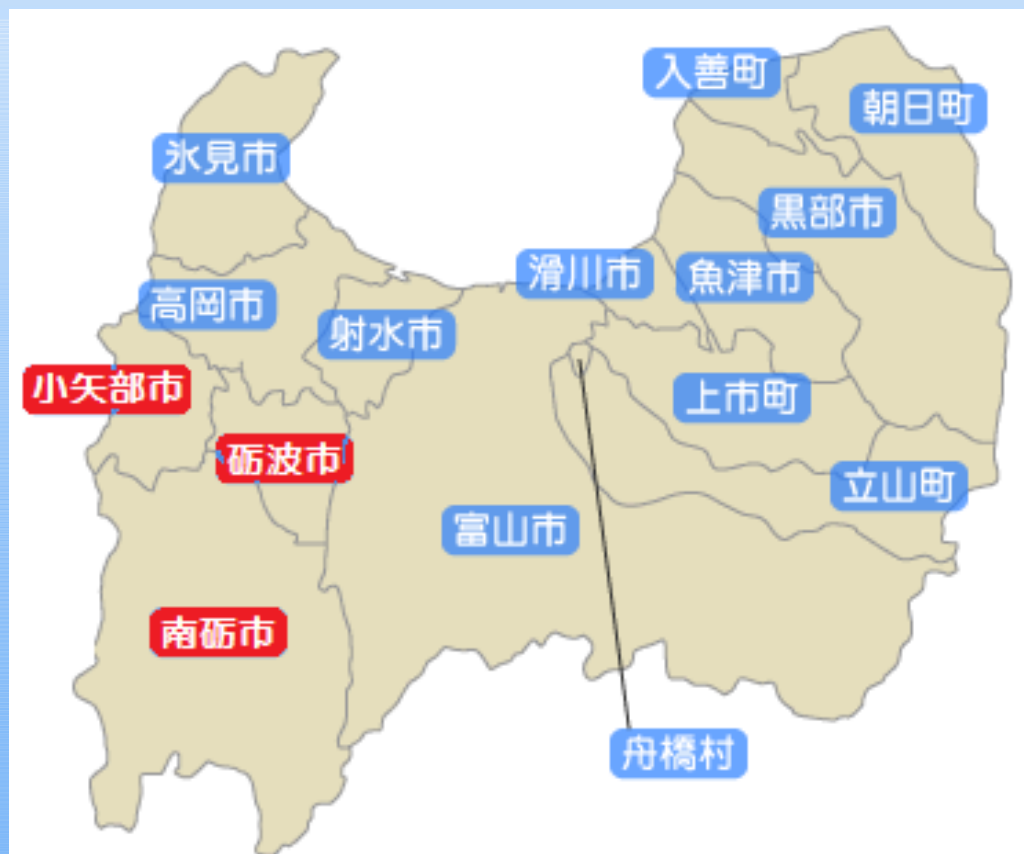 入善町
朝日町
氷見市
黒部市
滑川市
魚津市
高岡市
射水市
小矢部市
上市町
砺波市
立山町
富山市
南砺市
舟橋村